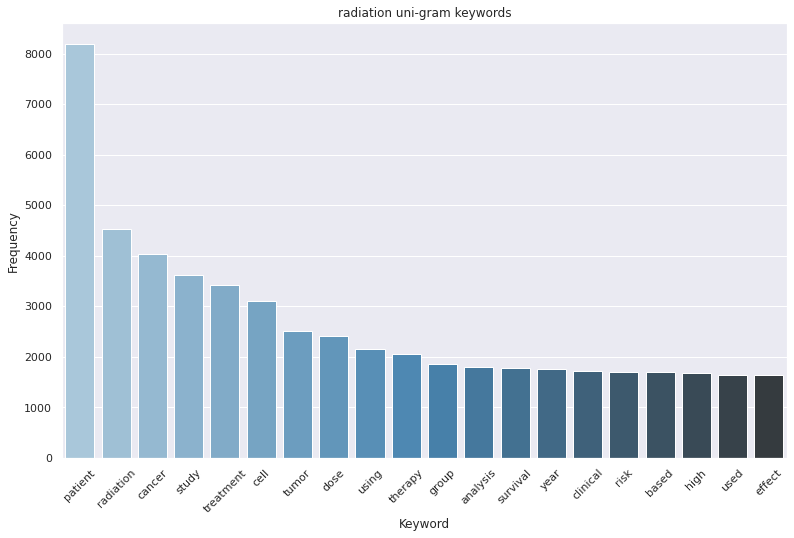 radiation uni-gram keywords
8000
7000
6000
5000
4000
3000
2000
1000
0
Frequency
patient
radiation
cancer
study
treatment
cell
tumor
dose
using
therapy
group
analysis
survival
year
clinical
risk
based
high
used
effect
Keyword